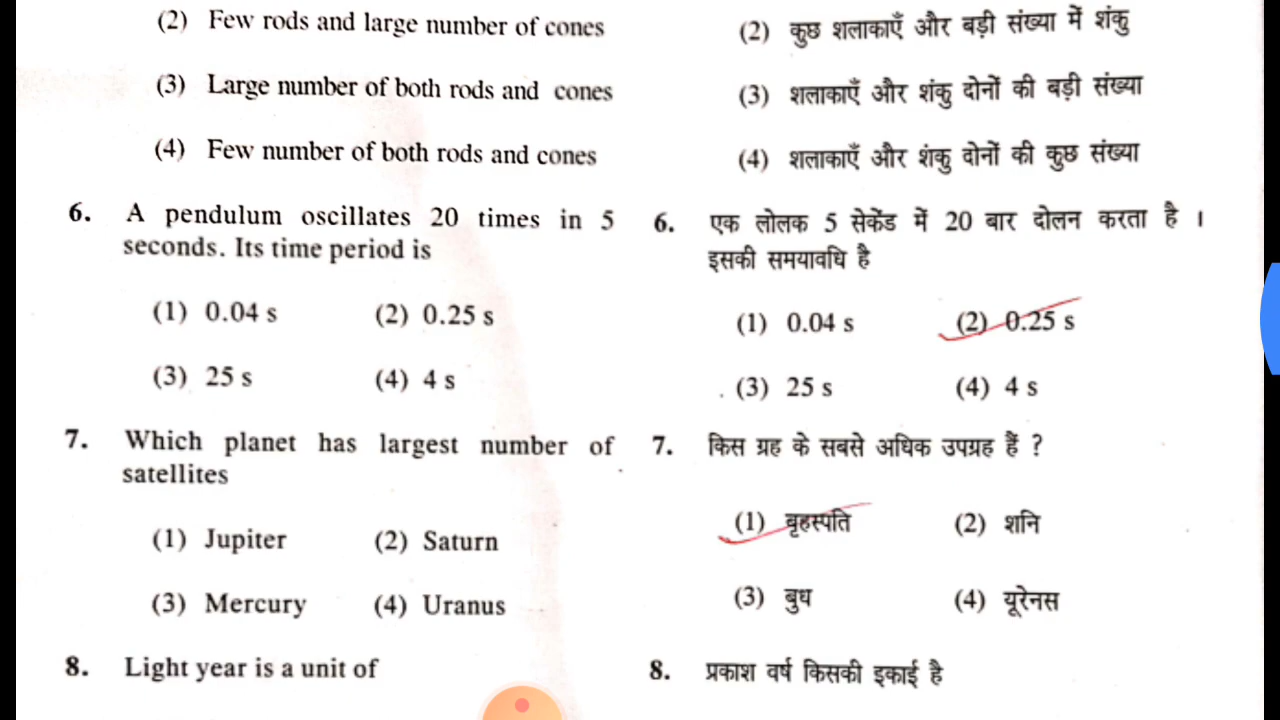 (2) Few rods and large number of cones
(3) Large number of both rods and cones
(4) Few number of both rods and cones
6. A pendulum oscillates 20 times in 5
seconds. Its time period is
(1) 0.04 s (2) 0.25 s
(3) 25 s (4) 4 s
7. Which planet has largest number of
satellites
(1) Jupiter (2) Saturn
(3) Mercury (4) Uranus
8. Light year is a unit of
(2) कुछ शलाकाएँ और बड़ी संख्या में शंकु
(3) शलाकाएँ और शंकु दोनों की बड़ी संख्या
(4) शलाकाएँ और शंकु दोनों की कुछ संख्या
6. एक लोलक 5 सेकेंड में 20 बार दोलन करता है ।
इसकी समयावधि है
(1) 0.04 s (2) 0.25 s
(3) 25 s (4) 4 s
7. किस ग्रह के सबसे अधिक उपग्रह हैं ?
(1) बृहस्पति (2) शनि
(3) बुध (4) यूरेनस
8. प्रकाश वर्ष किसकी इकाई है